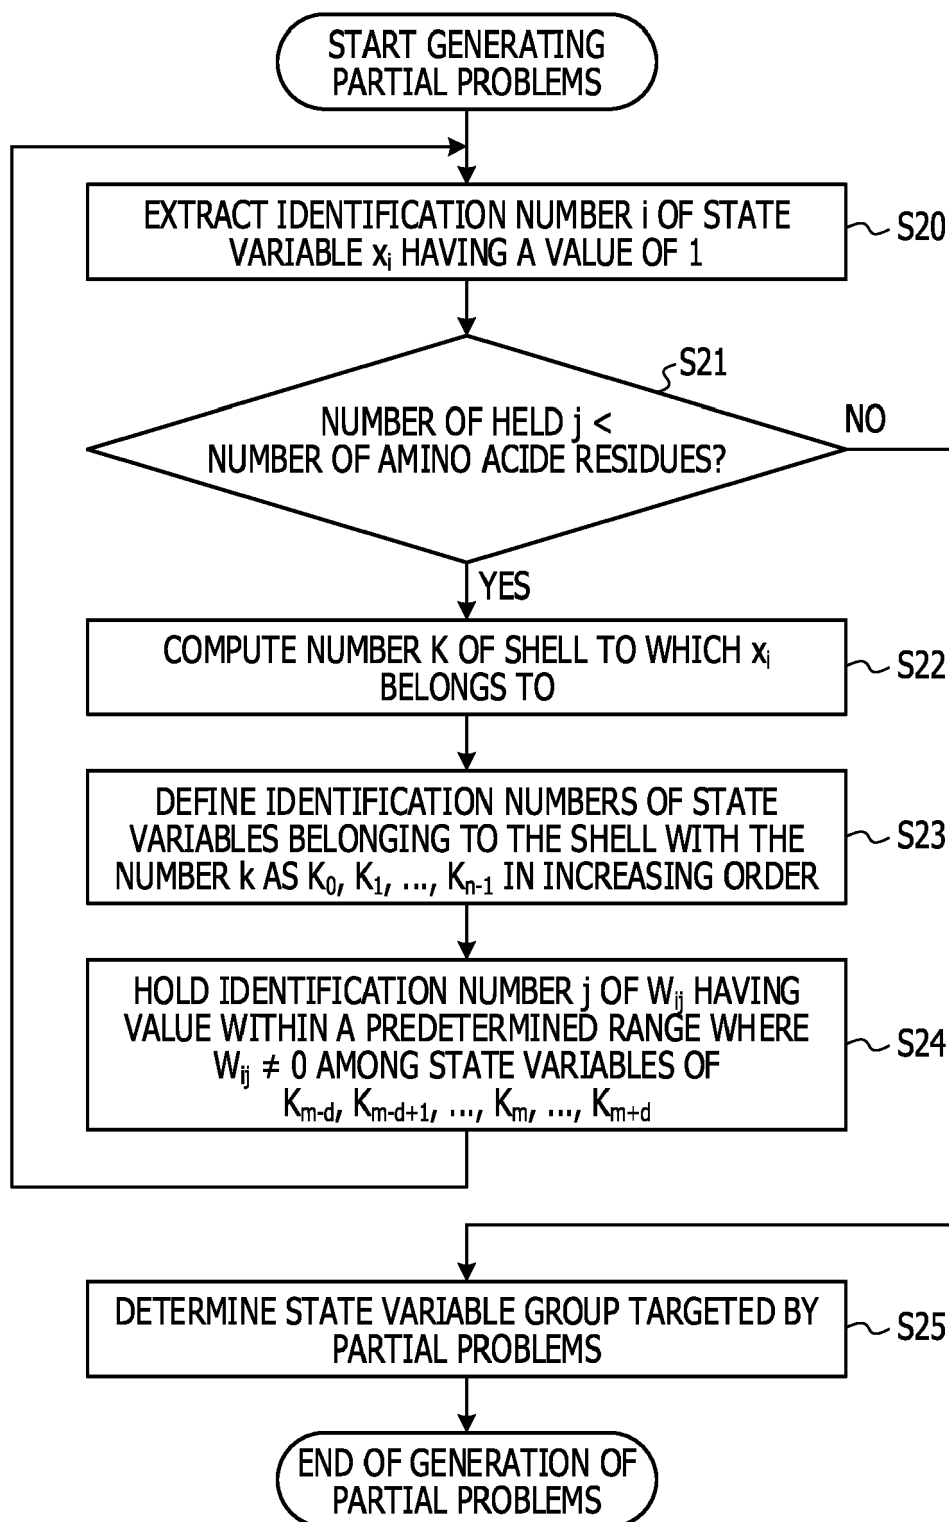 START GENERATING
PARTIAL PROBLEMS
EXTRACT IDENTIFICATION NUMBER i OF STATE
VARIABLE xi HAVING A VALUE OF 1
S20
S21
NUMBER OF HELD j <
NUMBER OF AMINO ACIDE RESIDUES?
NO
YES
COMPUTE NUMBER K OF SHELL TO WHICH xi
BELONGS TO
S22
DEFINE IDENTIFICATION NUMBERS OF STATE
VARIABLES BELONGING TO THE SHELL WITH THE
NUMBER k AS K0, K1, ..., Kn-1 IN INCREASING ORDER
S23
HOLD IDENTIFICATION NUMBER j OF Wij HAVING
VALUE WITHIN A PREDETERMINED RANGE WHERE
Wij ≠ 0 AMONG STATE VARIABLES OF
Km-d, Km-d+1, ..., Km, ..., Km+d
S24
DETERMINE STATE VARIABLE GROUP TARGETED BY
PARTIAL PROBLEMS
S25
END OF GENERATION OF
PARTIAL PROBLEMS